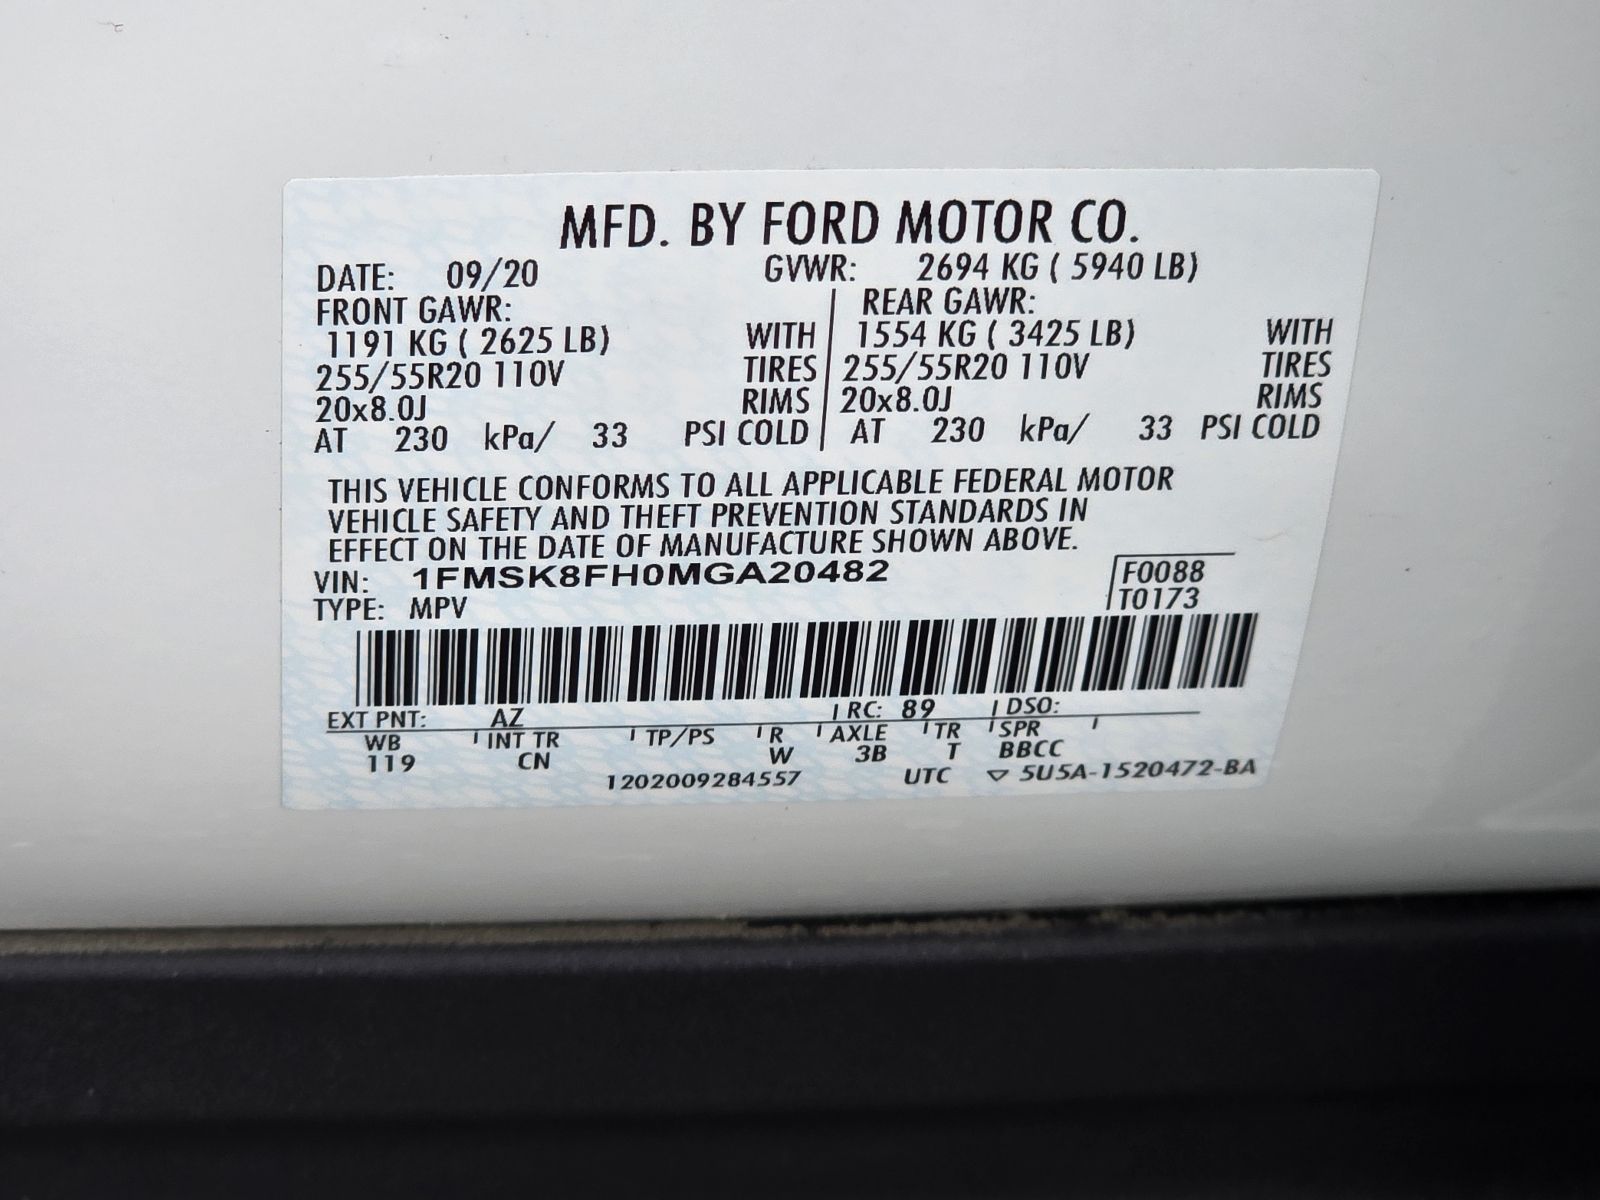 MFD. BY FORD MOTOR CO.
DATE: 09/20 GVWR: 2694 KG ( 5940 LB)
FRONT GAWR: REAR GAWR:
1191 KG ( 2625 LB) WITH 1554 KG ( 3425 LB) WITH
255/55R20 110V TIRES 255/55R20 110V TIRES
20x8.0J RIMS 20x8.0J RIMS
AT 230 kPa/ 33 PSI COLD AT 230 kPa/ 33 PSI COLD
THIS VEHICLE CONFORMS TO ALL APPLICABLE FEDERAL MOTOR
VEHICLE SAFETY AND THEFT PREVENTION STANDARDS IN
EFFECT ON THE DATE OF MANUFACTURE SHOWN ABOVE.
VIN: 1FMSK8FH0MGA20482 F0088
TYPE: MPV T0173
EXT PNT: AZ RC: 89 DSO:
WB INT TR TP/PS R AXLE TR SPR
119 CN W 3B T BBCC
1202009284557 UTC ▽ 5U5A-1520472-BA